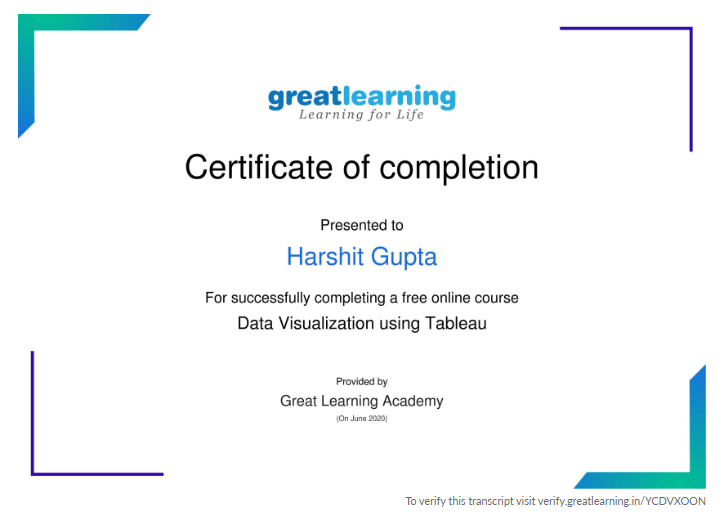 greatlearning
Learning for Life
Certificate of completion
Presented to
Harshit Gupta
For successfully completing a free online course
Data Visualization using Tableau
Provided by
Great Learning Academy
(On June 2020)
To verify this transcript visit verify.greatlearning.in/YCDVXOON